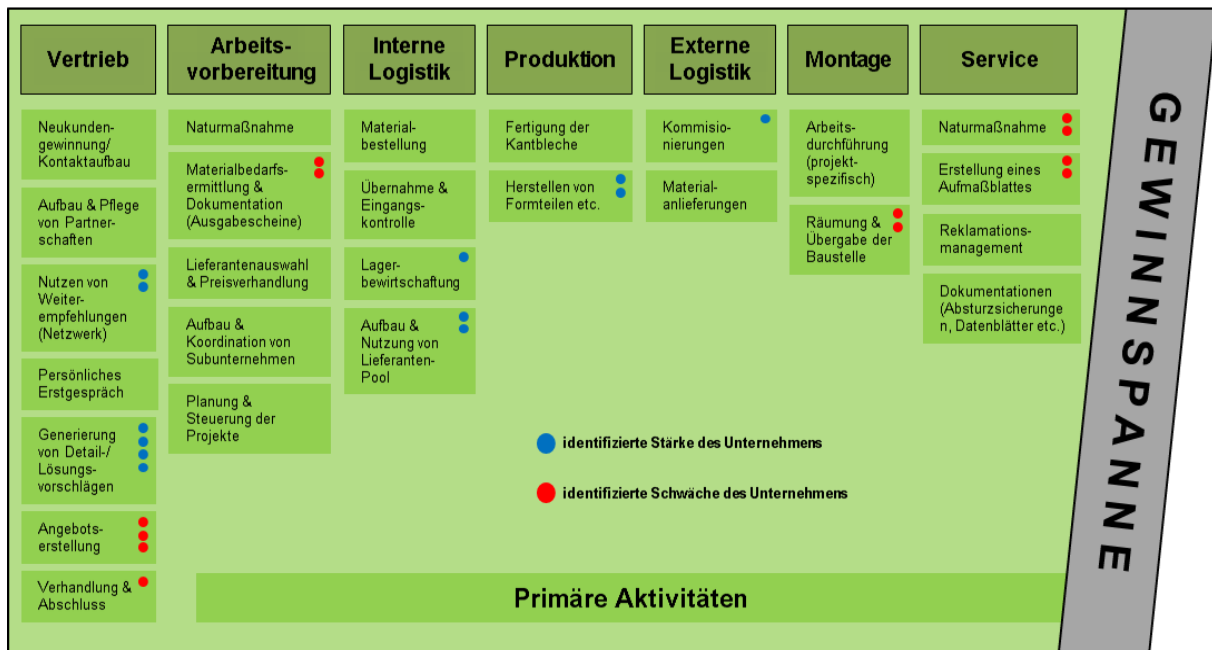 Vertrieb
Arbeits-
vorbereitung
Interne
Logistik
Produktion
Externe
Logistik
Montage
Service
Neukunden-
gewinnung/
Kontaktaufbau
Aufbau & Pflege
von Partner-
schaften
Nutzen von
Weiter-
empfehlungen
(Netzwerk)
Persönliches
Erstgespräch
Generierung
von Detail-/
Lösungs-
vorschlägen
Angebots-
erstellung
Verhandlung &
Abschluss
Naturmaßnahme
Materialbedarfs-
ermittlung &
Dokumentation
(Ausgabescheine)
Lieferantenauswahl
& Preisverhandlung
Aufbau &
Koordination von
Subunternehmen
Planung &
Steuerung der
Projekte
Material-
bestellung
Übernahme &
Eingangs-
kontrolle
Lager-
bewirtschaftung
Aufbau &
Nutzung von
Lieferanten-
Pool
Fertigung der
Kantbleche
Herstellen von
Formteilen etc.
Kommisio-
nierungen
Material-
anlieferungen
Arbeits-
durchführung
(projekt-
spezifisch)
Räumung &
Übergabe der
Baustelle
Naturmaßnahme
Erstellung eines
Aufmaßblattes
Reklamations-
management
Dokumentationen
(Absturzsicherunge
n, Datenblätter etc.)
identifizierte Stärke des Unternehmens
identifizierte Schwäche des Unternehmens
Primäre Aktivitäten
GEWINNSPANNE